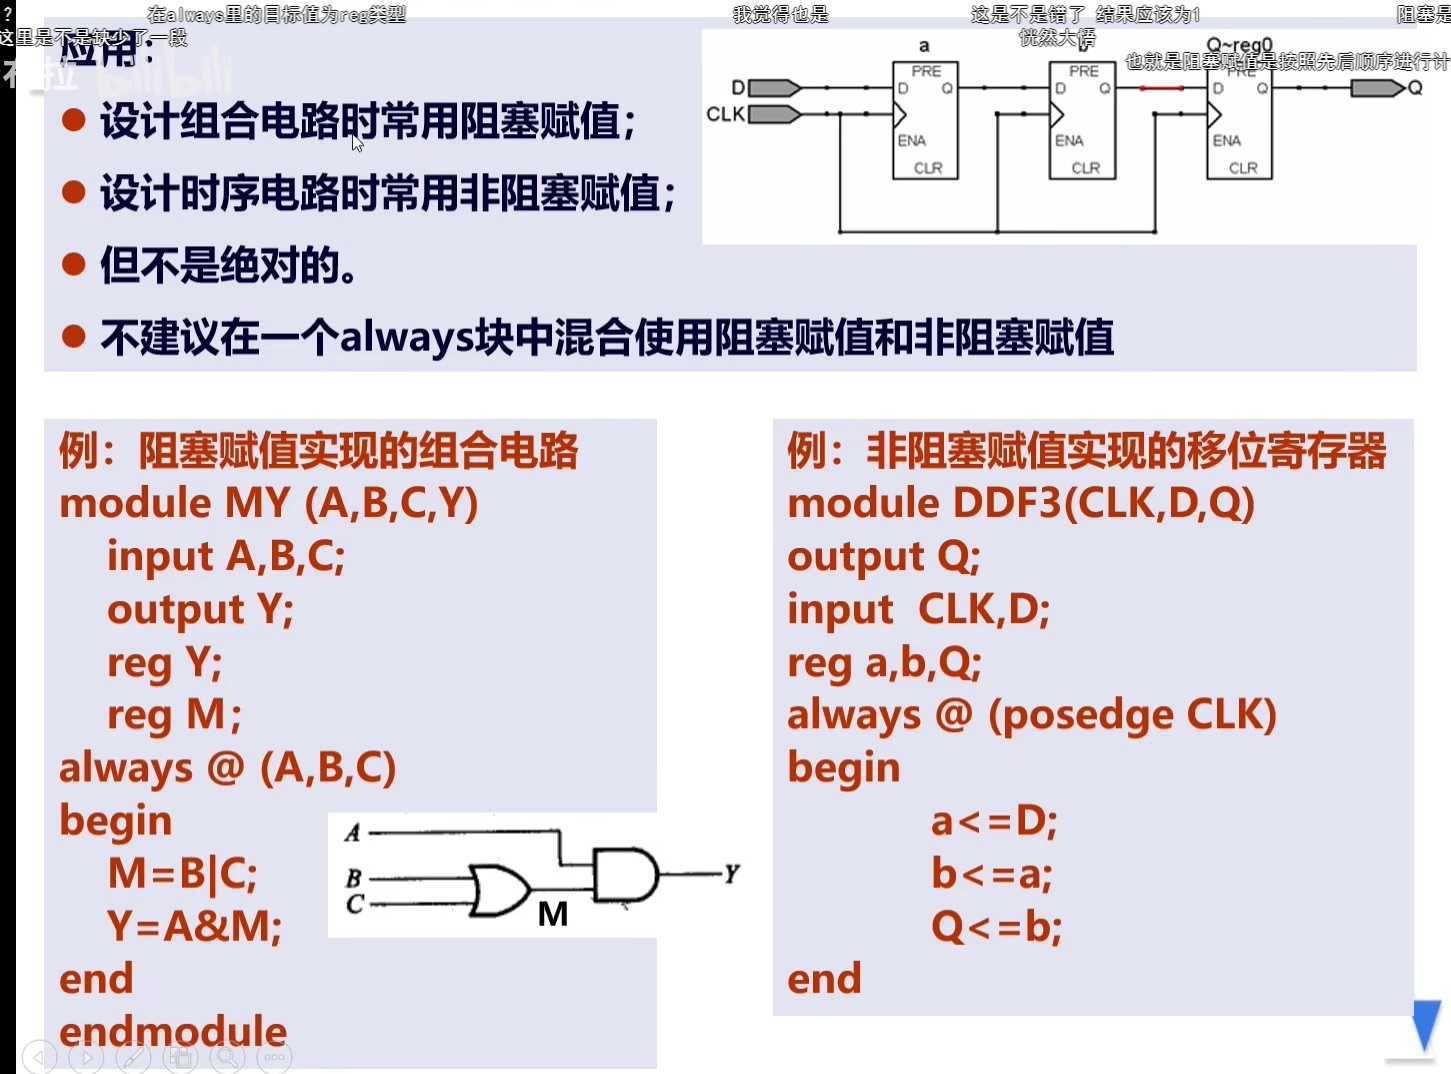 ?
在always里的目标值为reg类型
我觉得也是
这是不是错了 结果应该为1
阻塞是
这里是不是缺少了一段
恍然大悟
也就是阻塞赋值是按照先后顺序进行计
bilibili
应用：
设计组合电路时常用阻塞赋值；
设计时序电路时常用非阻塞赋值；
但不是绝对的。
不建议在一个always块中混合使用阻塞赋值和非阻塞赋值
a
b
Q~reg0
D
CLK
PRE
D Q
ENA
CLR
PRE
D Q
ENA
CLR
PRE
D Q
ENA
CLR
Q
例：阻塞赋值实现的组合电路
module MY (A,B,C,Y)
input A,B,C;
output Y;
reg Y;
reg M；
always @ (A,B,C)
begin
M=B|C;
Y=A&M;
end
endmodule
A
B
C
M
Y
例：非阻塞赋值实现的移位寄存器
module DDF3(CLK,D,Q)
output Q;
input CLK,D;
reg a,b,Q;
always @ (posedge CLK)
begin
a<=D;
b<=a;
Q<=b;
end